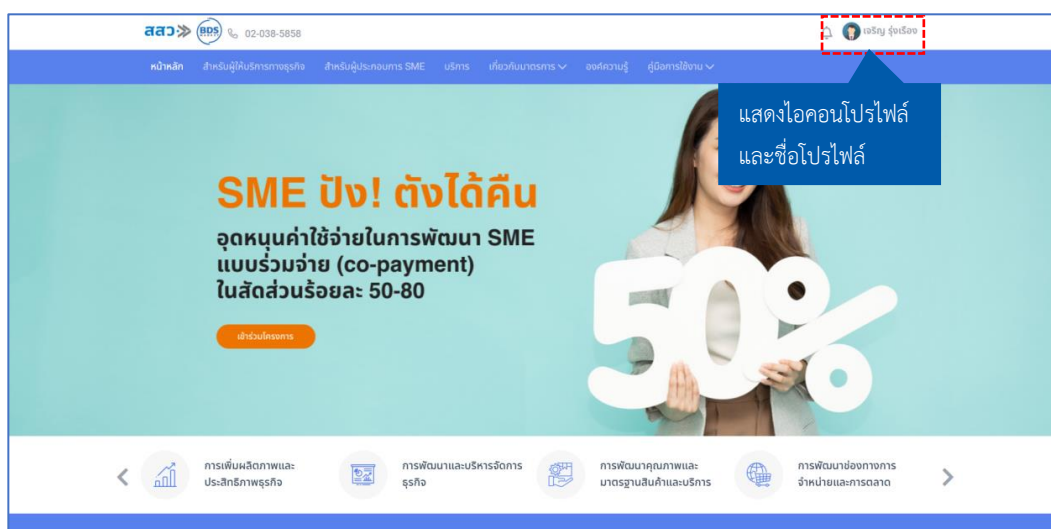 สสว
BDS
02-038-5858
เจริญ รุ่งเรือง
หน้าหลัก สำหรับผู้ให้บริการทางธุรกิจ สำหรับผู้ประกอบการ SME บริการ เกี่ยวกับมาตรการ องค์ความรู้ คู่มือการใช้งาน
แสดงไอคอนโปรไฟล์
และชื่อโปรไฟล์
SME ปัง! ตังได้คืน
อุดหนุนค่าใช้จ่ายในการพัฒนา SME
แบบร่วมจ่าย (co-payment)
ในสัดส่วนร้อยละ 50-80
50%
เข้าร่วมโครงการ
การเพิ่มผลิตภาพและ
ประสิทธิภาพธุรกิจ
การพัฒนาและบริหารจัดการ
ธุรกิจ
การพัฒนาคุณภาพและ
มาตรฐานสินค้าและบริการ
การพัฒนาช่องทางการ
จำหน่ายและการตลาด